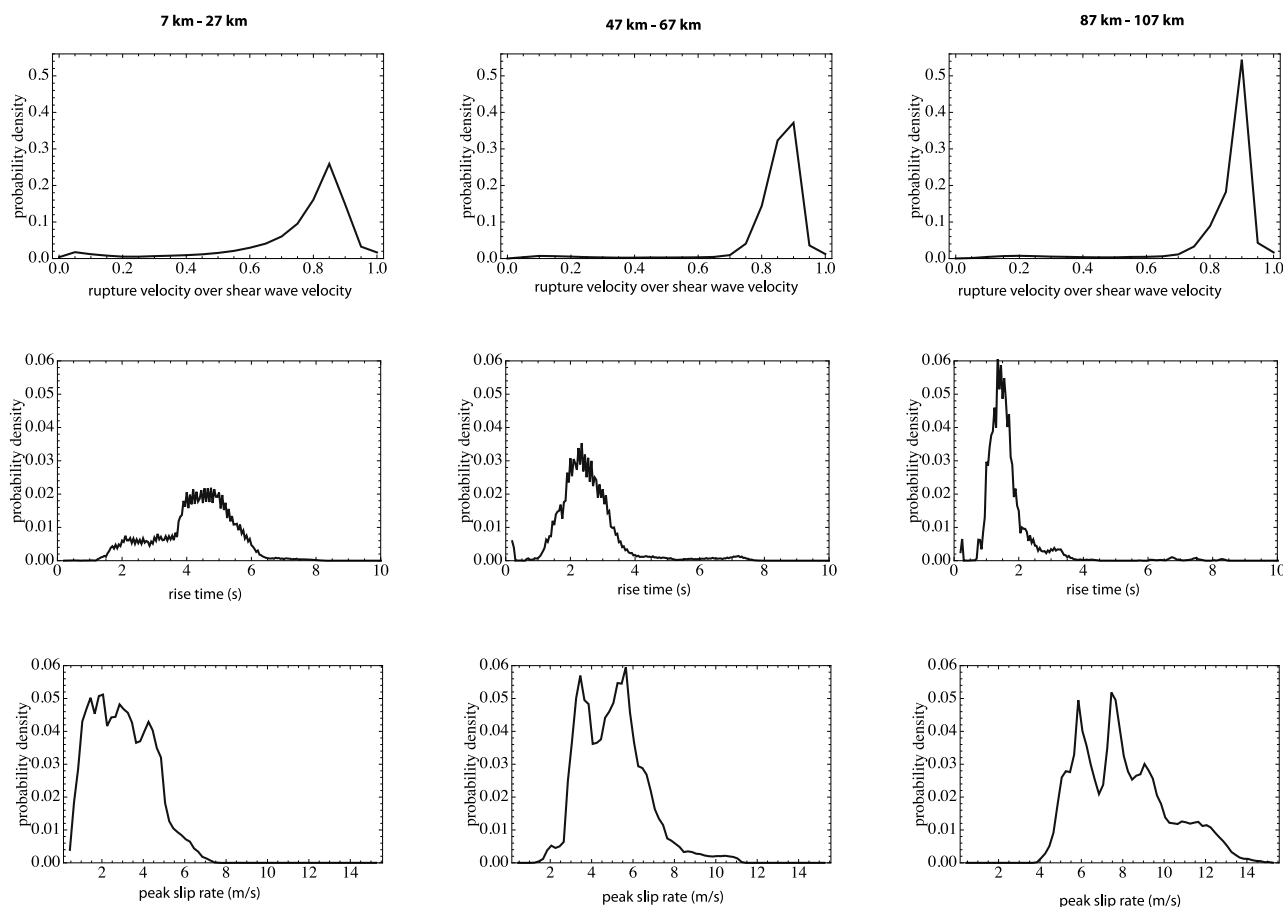 7 km - 27 km
47 km - 67 km
87 km - 107 km
probability density
0.5
0.4
0.3
0.2
0.1
0.0
0.0 0.2 0.4 0.6 0.8 1.0
rupture velocity over shear wave velocity
probability density
0.5
0.4
0.3
0.2
0.1
0.0
0.0 0.2 0.4 0.6 0.8 1.0
rupture velocity over shear wave velocity
probability density
0.5
0.4
0.3
0.2
0.1
0.0
0.0 0.2 0.4 0.6 0.8 1.0
rupture velocity over shear wave velocity
probability density
0.06
0.05
0.04
0.03
0.02
0.01
0.00
2 4 6 8 10
rise time (s)
probability density
0.06
0.05
0.04
0.03
0.02
0.01
0.00
0 2 4 6 8 10
rise time (s)
probability density
0.06
0.05
0.04
0.03
0.02
0.01
0.00
0 2 4 6 8 10
rise time (s)
probability density
0.06
0.05
0.04
0.03
0.02
0.01
0.00
2 4 6 8 10 12 14
peak slip rate (m/s)
probability density
0.06
0.05
0.04
0.03
0.02
0.01
0.00
2 4 6 8 10 12 14
peak slip rate (m/s)
probability density
0.06
0.05
0.04
0.03
0.02
0.01
0.00
2 4 6 8 10 12 14
peak slip rate (m/s)